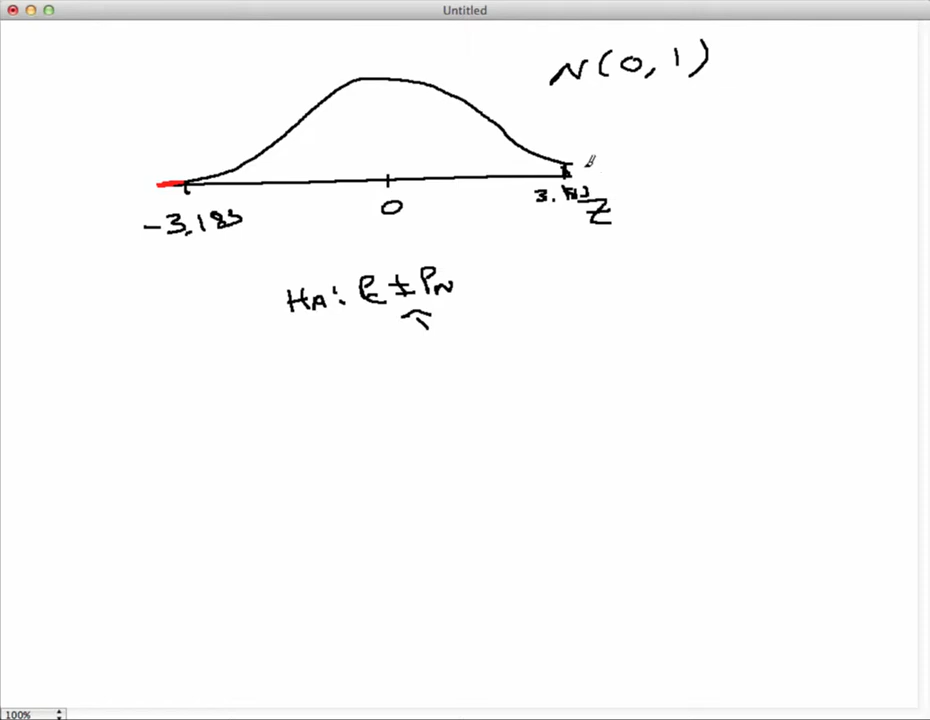 Untitled
N(0,1)
0
-3.183
Z
HA: Pc ≠ PN
100%